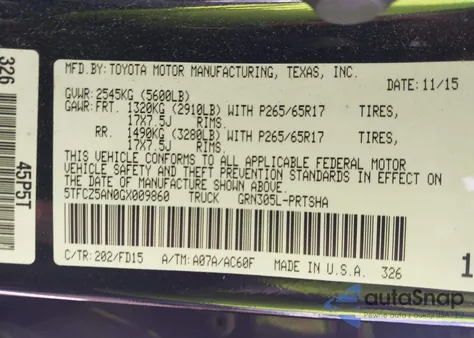 326
45P5T
MFD.BY: TOYOTA MOTOR MANUFACTURING, TEXAS, INC.
GVWR: 2545KG (5600LB) DATE: 11/15
GAWR: FRT. 1320KG (2910LB) WITH P265/65R17 TIRES,
17X7.5J RIMS.
RR. 1490KG (3280LB) WITH P265/65R17 TIRES,
17X7.5J RIMS.
THIS VEHICLE CONFORMS TO ALL APPLICABLE FEDERAL MOTOR
VEHICLE SAFETY AND THEFT PREVENTION STANDARDS IN EFFECT ON
THE DATE OF MANUFACTURE SHOWN ABOVE.
5TFCZ5AN0GX009860 TRUCK GRN305L-PRTSHA
C/TR: 202/FD15 A/TM: A07A/AC60F MADE IN U.S.A. 326
1
autoSnap